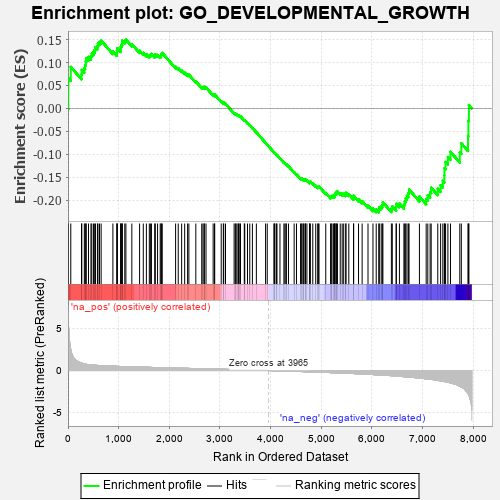 Enrichment plot: GO_DEVELOPMENTAL_GROWTH
Enrichment score (ES)
0.15
0.10
0.05
0.00
-0.05
-0.10
-0.15
-0.20
'na_pos' (positively correlated)
Ranked list metric (PreRanked)
5
0
-5
Zero cross at 3965
'na_neg' (negatively correlated)
0
1,000
2,000
3,000
4,000
5,000
6,000
7,000
8,000
Rank in Ordered Dataset
Enrichment profile
Hits
Ranking metric scores